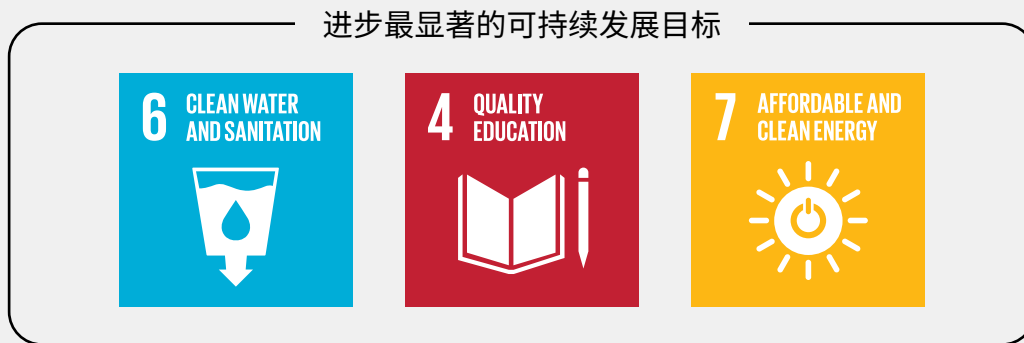 进步最显著的可持续发展目标
6 CLEAN WATER
AND SANITATION
4 QUALITY
EDUCATION
7 AFFORDABLE AND
CLEAN ENERGY